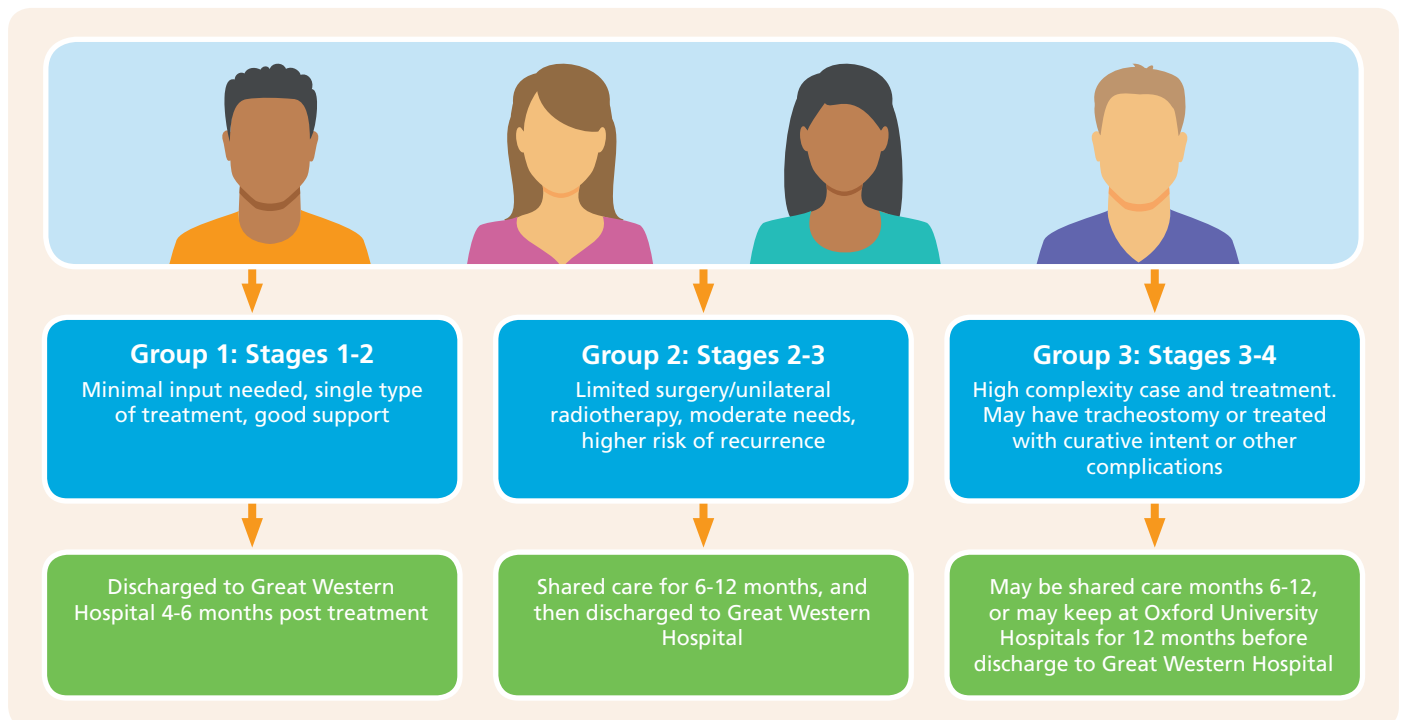 Group 1: Stages 1-2
Minimal input needed, single type
of treatment, good support
Group 2: Stages 2-3
Limited surgery/unilateral
radiotherapy, moderate needs,
higher risk of recurrence
Group 3: Stages 3-4
High complexity case and treatment.
May have tracheostomy or treated
with curative intent or other
complications
Discharged to Great Western
Hospital 4-6 months post treatment
Shared care for 6-12 months, and
then discharged to Great Western
Hospital
May be shared care months 6-12,
or may keep at Oxford University
Hospitals for 12 months before
discharge to Great Western Hospital